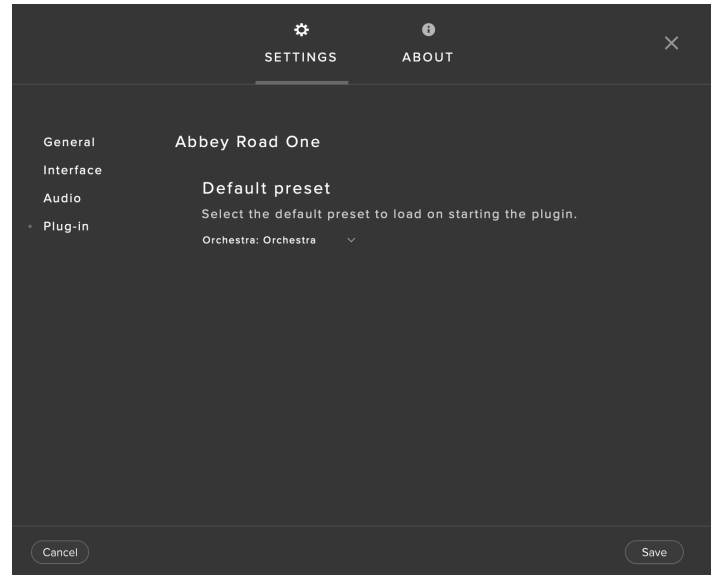 SETTINGS
ABOUT
General
Interface
Audio
Plug-in
Abbey Road One
Default preset
Select the default preset to load on starting the plugin.
Orchestra: Orchestra
Cancel
Save